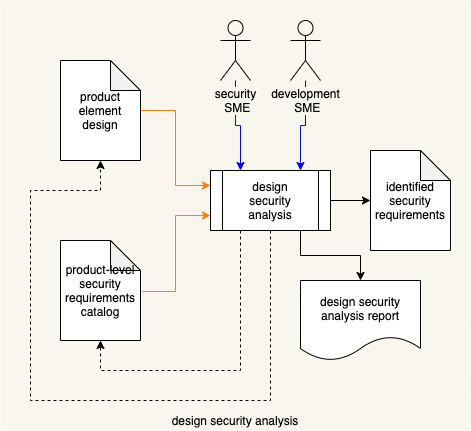 security
SME
development
SME
product
element
design
design
security
analysis
identified
security
requirements
product-level
security
requirements
catalog
design security
analysis report
design security analysis